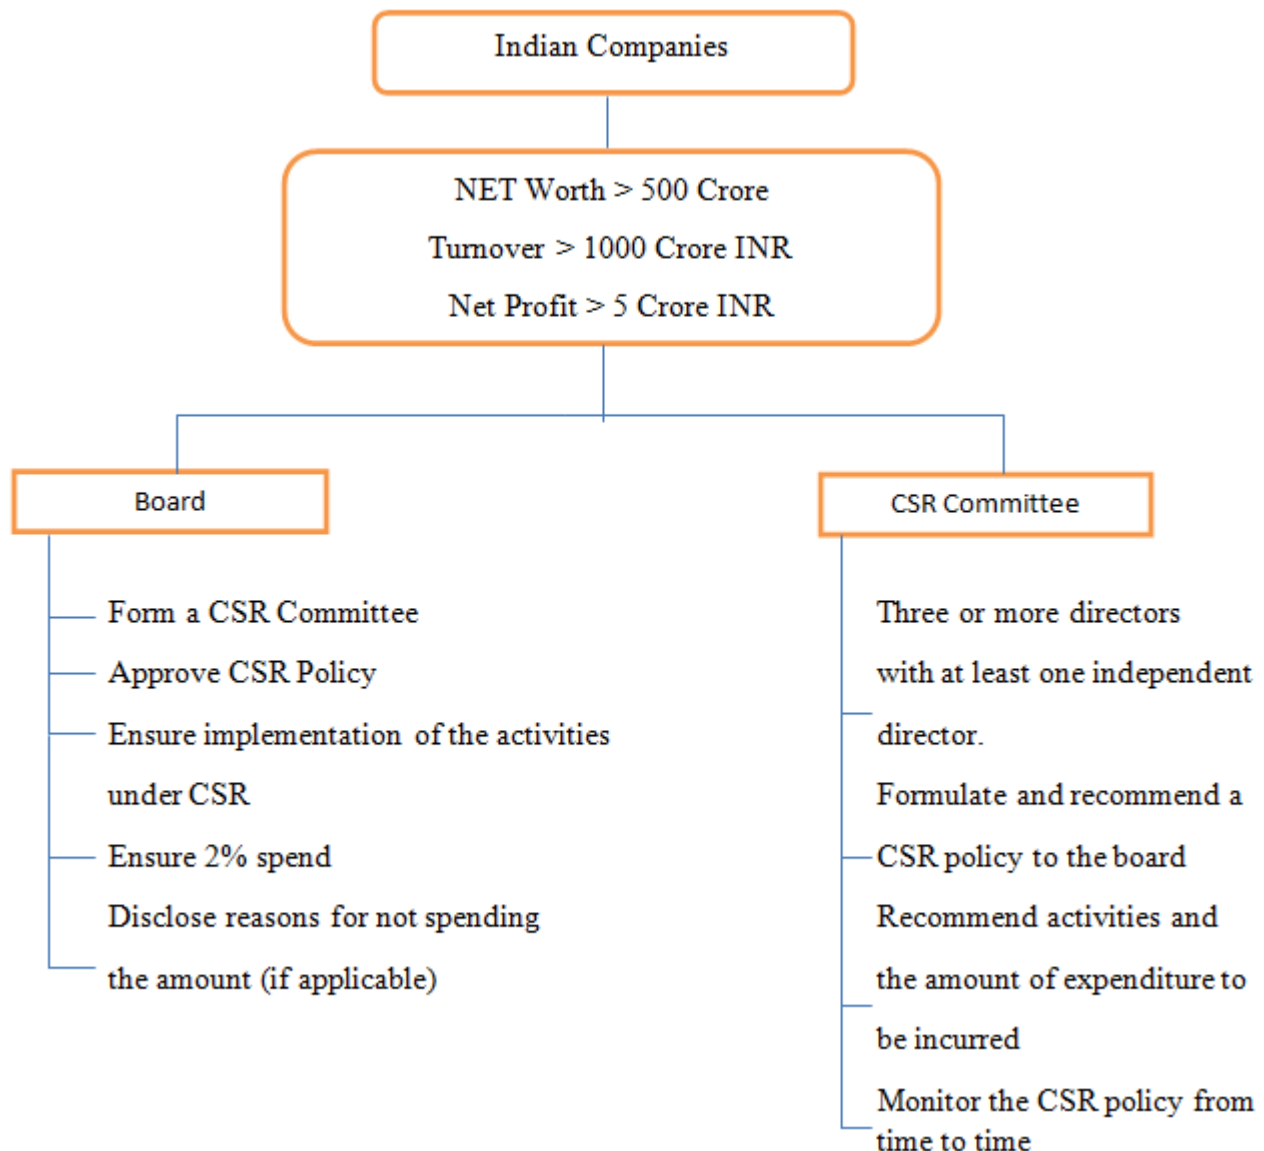 Indian Companies
NET Worth > 500 Crore
Turnover > 1000 Crore INR
Net Profit > 5 Crore INR
Board
Form a CSR Committee
Approve CSR Policy
Ensure implementation of the activities
under CSR
Ensure 2% spend
Disclose reasons for not spending
the amount (if applicable)
CSR Committee
Three or more directors
with at least one independent
director.
Formulate and recommend a
CSR policy to the board
Recommend activities and
the amount of expenditure to
be incurred
Monitor the CSR policy from
time to time